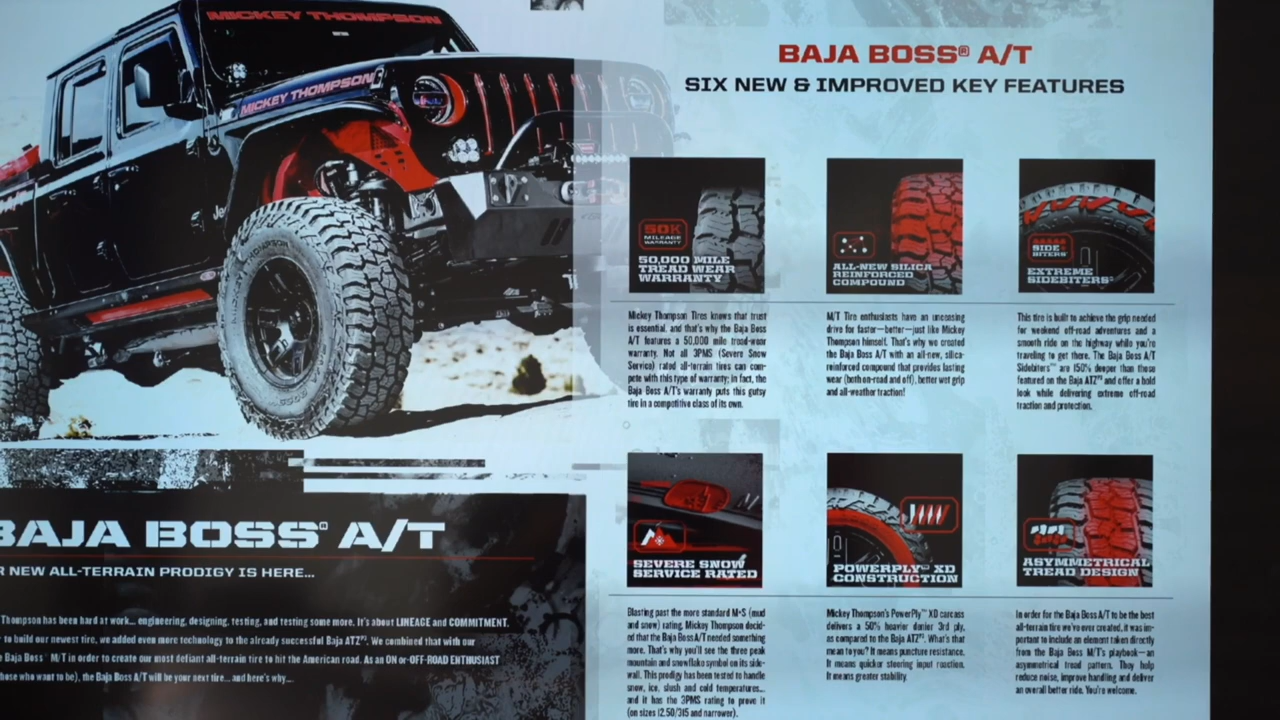 MICKEY THOMPSON
MICKEY THOMPSON
Jeep
BAJA BOSS® A/T
SIX NEW & IMPROVED KEY FEATURES
50K
MILEAGE
WARRANTY
50,000 MILE
TREAD WEAR
WARRANTY
Mickey Thompson Tires knows that trust
is essential, and that's why the Baja Boss
A/T features a 50,000 mile tread-wear
warranty. Not all 3PMS (Severe Snow
Service) rated all-terrain tires can com-
pete with this type of warranty; in fact, the
Baja Boss A/T's warranty puts this gutsy
tire in a competitive class of its own.
ALL-NEW SILICA
REINFORCED
COMPOUND
M/T Tire enthusiasts have an unceasing
drive for faster—better—just like Mickey
Thompson himself. That's why we created
the Baja Boss A/T with an all-new, silica-
reinforced compound that provides lasting
wear (both on-road and off), better wet grip
and all-weather traction!
SIDE-
BITERS®
EXTREME
SIDEBITERS®
This tire is built to achieve the grip needed
for weekend off-road adventures and a
smooth ride on the highway while you're
traveling to get there. The Baja Boss A/T
Sidebiters™ are 150% deeper than those
featured on the Baja ATZP3 and offer a bold
look while delivering extreme off-road
traction and protection.
SEVERE SNOW
SERVICE RATED
Blasting past the more standard M+S (mud
and snow) rating, Mickey Thompson decid-
ed that the Baja Boss A/T needed something
more. That's why you'll see the three peak
mountain and snowflake symbol on its side-
wall. This prodigy has been tested to handle
snow, ice, slush and cold temperatures...
and it has the 3PMS rating to prove it
(on sizes 12.50/315 and narrower).
POWERPLY™ XD
CONSTRUCTION
Mickey Thompson's PowerPly™ XD carcass
delivers a 50% heavier denier 3rd ply,
as compared to the Baja ATZP3. What's that
mean to you? It means puncture resistance.
It means quicker steering input reaction.
It means greater stability.
ASYMMETRICAL
TREAD DESIGN
In order for the Baja Boss A/T to be the best
all-terrain tire we've ever created, it was im-
portant to include an element taken directly
from the Baja Boss M/T's playbook—an
asymmetrical tread pattern. They help
reduce noise, improve handling and deliver
an overall better ride. You're welcome.
BAJA BOSS® A/T
R NEW ALL-TERRAIN PRODIGY IS HERE...
Thompson has been hard at work... engineering, designing, testing, and testing some more. It's about LINEAGE and COMMITMENT.
to build our newest tire, we added even more technology to the already successful Baja ATZP3. We combined that with our
Baja Boss® M/T in order to create our most defiant all-terrain tire to hit the American road. As an ON or-OFF-ROAD ENTHUSIAST
hose who want to be), the Baja Boss A/T will be your next tire... and here's why...